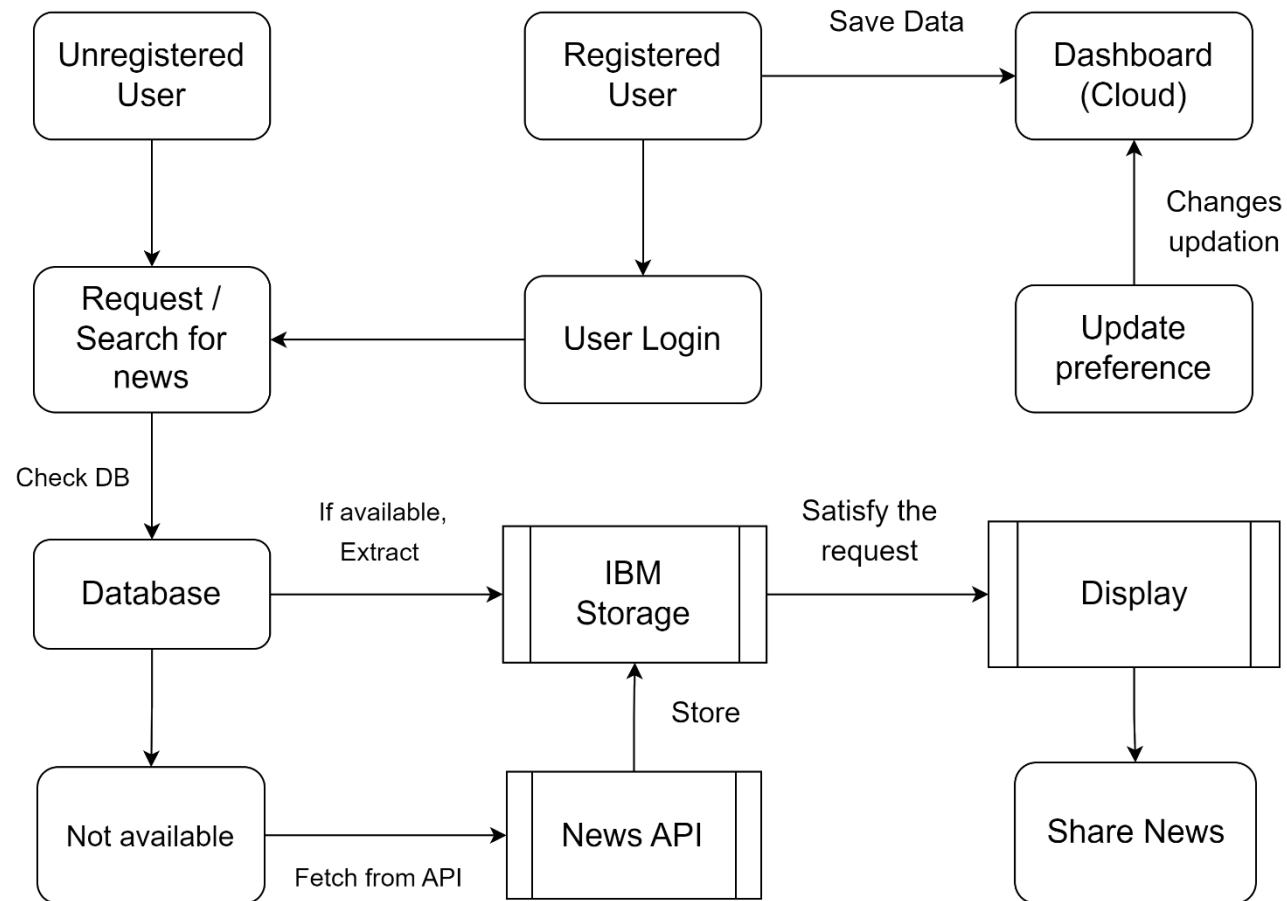 Save Data
Unregistered
User
Registered
User
Dashboard
(Cloud)
Changes
updation
Request /
Search for
news
User Login
Update
preference
Check DB
If available,
Extract
Satisfy the
request
Database
IBM
Storage
Display
Store
Not available
Fetch from API
News API
Share News